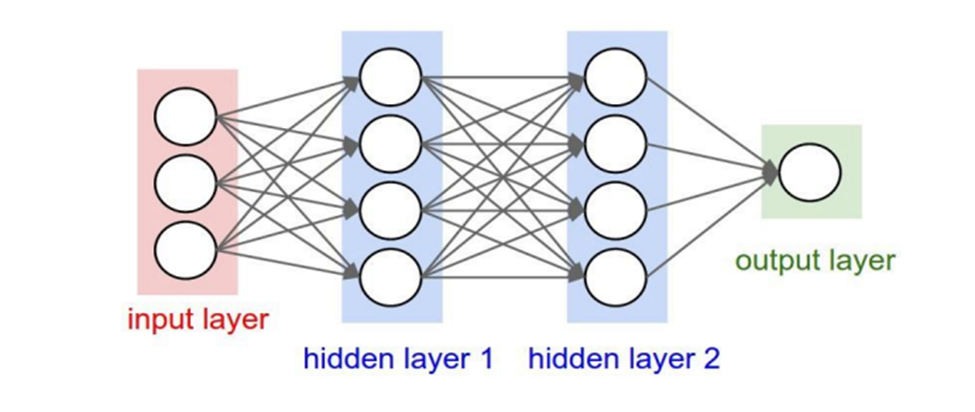 output layer
input layer
hidden layer 1
hidden layer 2